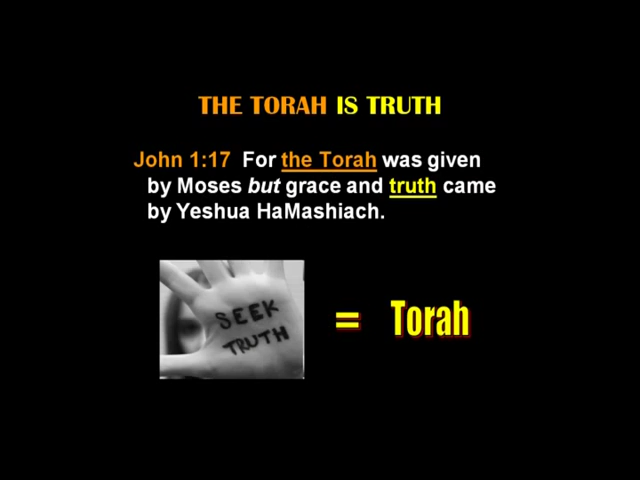 THE TORAH IS TRUTH
John 1:17 For the Torah was given
by Moses but grace and truth came
by Yeshua HaMashiach.
SEEK
TRUTH
= Torah